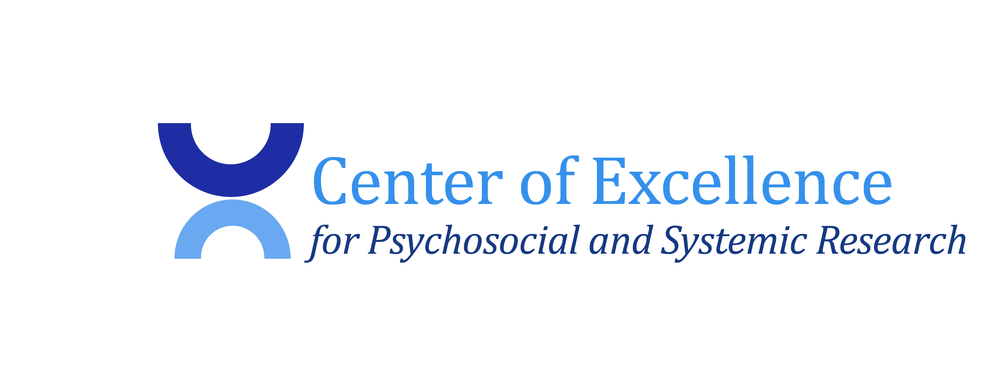 Center of Excellence
for Psychosocial and Systemic Research